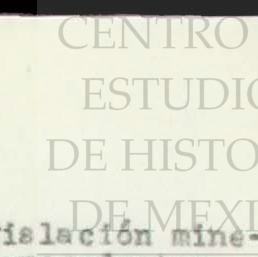 CENTRO
ESTUDIO
DE HISTO
DE MEXI
islación mine-